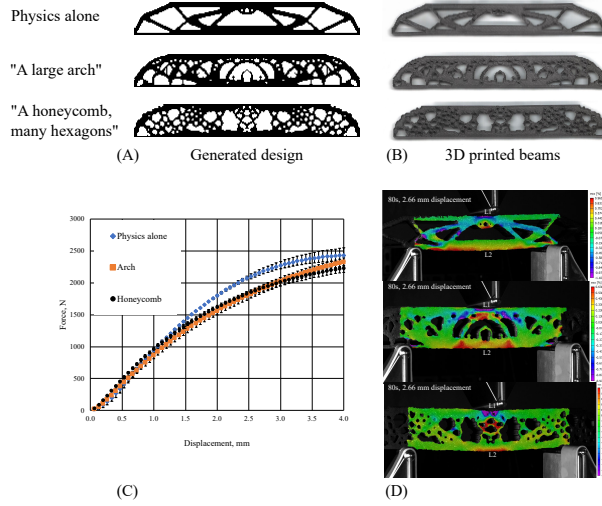 Physics alone
"A large arch"
"A honeycomb,
many hexagons"
(A)
Generated design
(B)
3D printed beams
3000
2500
2000
1500
1000
500
0
Force, N
Physics alone
Arch
Honeycomb
0.0 0.5 1.0 1.5 2.0 2.5 3.0 3.5 4.0
Displacement, mm
(C)
80s, 2.66 mm displacement
L1
L2
80s, 2.66 mm displacement
L1
L2
80s, 2.66 mm displacement
L1
L2
(D)